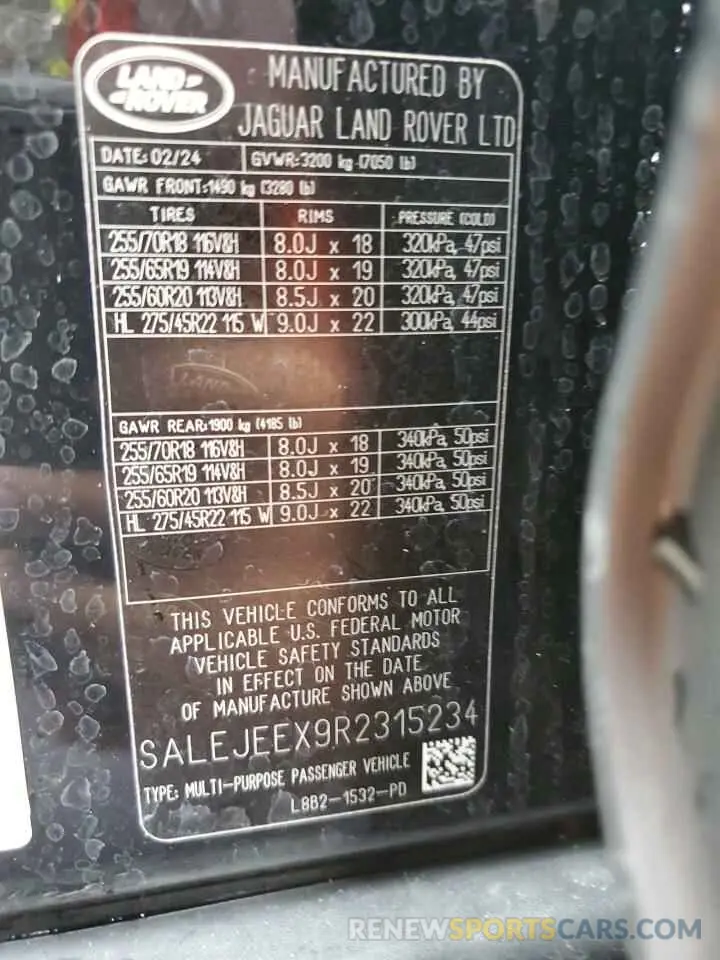 LAND ROVER
MANUFACTURED BY
JAGUAR LAND ROVER LTD
DATE: 02/24 GVWR:3200 kg (7050 lb)
GAWR FRONT:1490 kg (3280 lb)
TIRES RIMS PRESSURE (COLD)
255/70R18 116V8H 8.0J x 18 320kPa, 47psi
255/65R19 114V8H 8.0J x 19 320kPa, 47psi
255/60R20 113V8H 8.5J x 20 320kPa, 47psi
HL 275/45R22 115 W 9.0J x 22 300kPa, 44psi
GAWR REAR:1900 kg (4185 lb)
255/70R18 116V8H 8.0J x 18 340kPa, 50psi
255/65R19 114V8H 8.0J x 19 340kPa, 50psi
255/60R20 113V8H 8.5J x 20 340kPa, 50psi
HL 275/45R22 115 W 9.0J x 22 340kPa, 50psi
THIS VEHICLE CONFORMS TO ALL
APPLICABLE U.S. FEDERAL MOTOR
VEHICLE SAFETY STANDARDS
IN EFFECT ON THE DATE
OF MANUFACTURE SHOWN ABOVE
SALEJEEX9R2315234
TYPE: MULTI-PURPOSE PASSENGER VEHICLE
L8B2-1532-PD
RENEWSPORTSCARS.COM